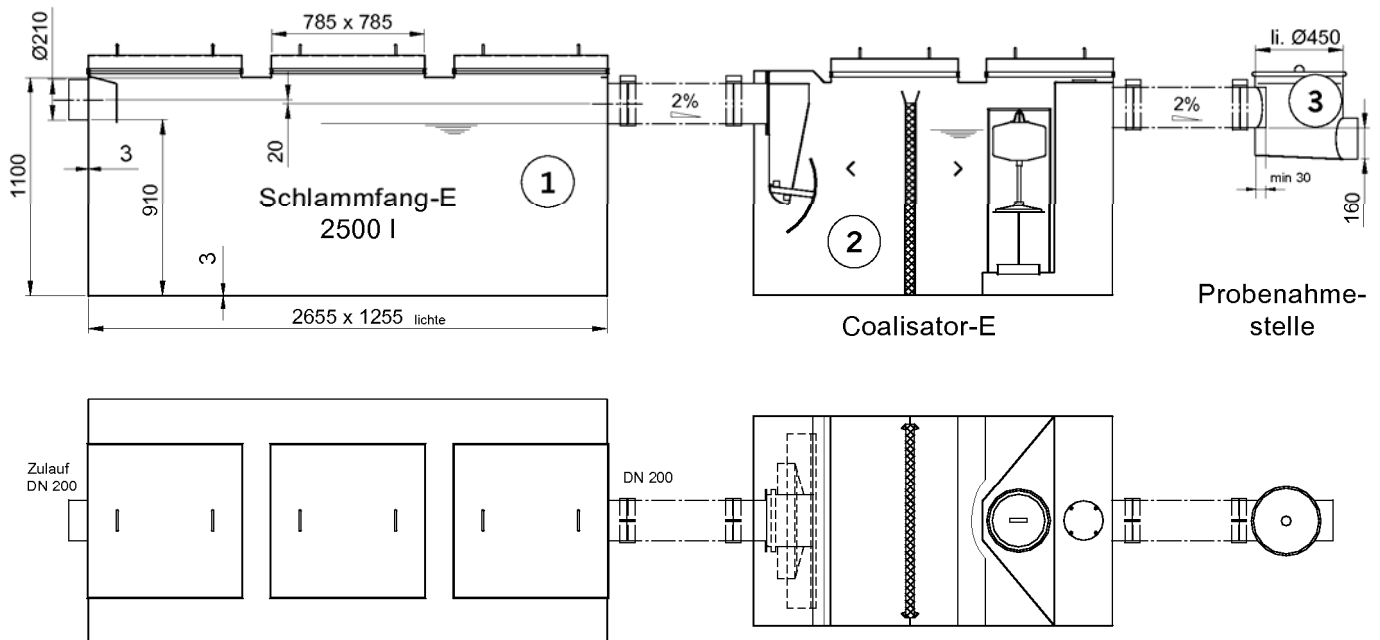 785 x 785
Ø210
li. Ø450
2%
2%
3
3
20
1
1100
910
min 30
160
Schlammfang-E
2500 l
2
3
2655 x 1255 lichte
Coalisator-E
Probenahme-
stelle
Zulauf
DN 200
DN 200